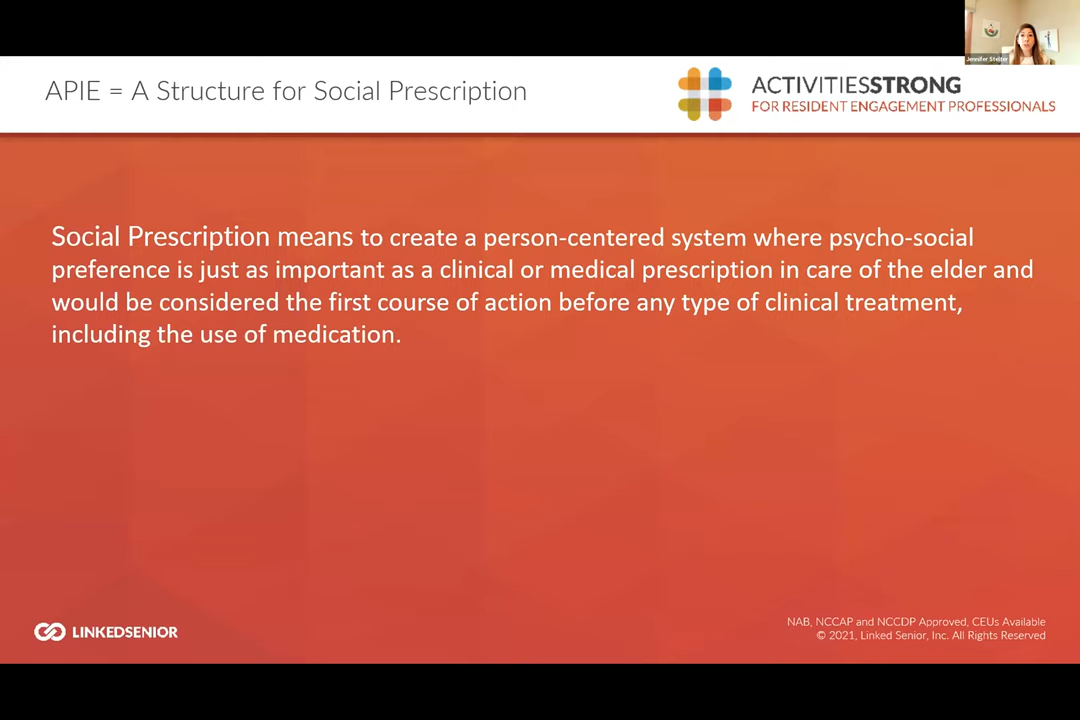 Jennifer Stelter
APIE = A Structure for Social Prescription
ACTIVITIESSTRONG
FOR RESIDENT ENGAGEMENT PROFESSIONALS
Social Prescription means to create a person-centered system where psycho-social
preference is just as important as a clinical or medical prescription in care of the elder and
would be considered the first course of action before any type of clinical treatment,
including the use of medication.
LINKEDSENIOR
NAB, NCCAP and NCCDP Approved, CEUs Available
© 2021, Linked Senior, Inc. All Rights Reserved